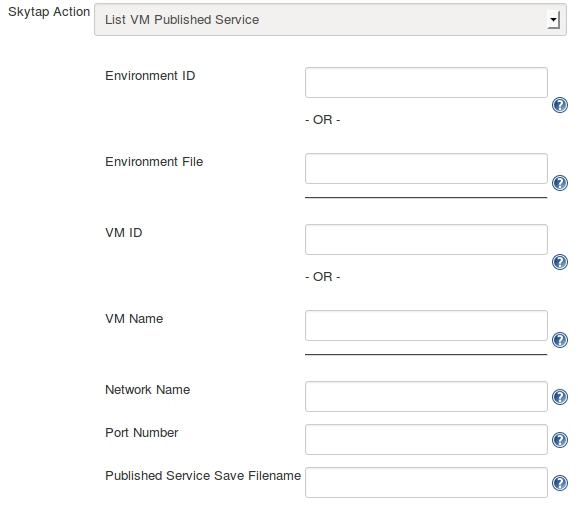 Skytap Action List VM Published Service
Environment ID
- OR -
Environment File
VM ID
- OR -
VM Name
Network Name
Port Number
Published Service Save Filename